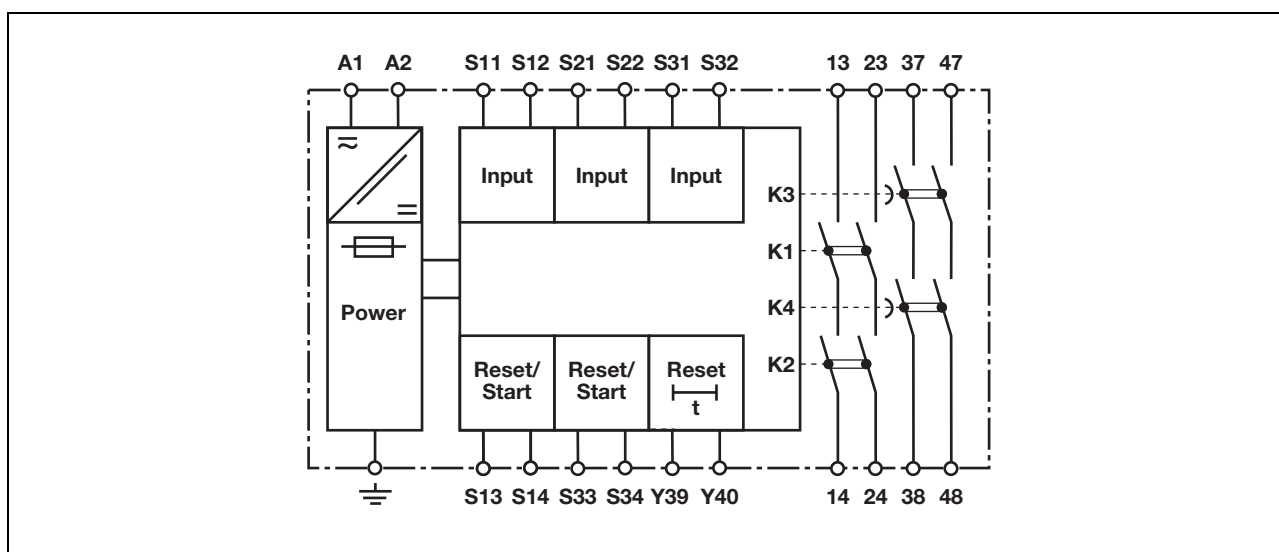 A1 A2 S11 S12 S21 S22 S31 S32 13 23 37 47
Input Input Input
K3
K1
K4
Power
K2
Reset/
Start
Reset/
Start
Reset
t
S13 S14 S33 S34 Y39 Y40 14 24 38 48